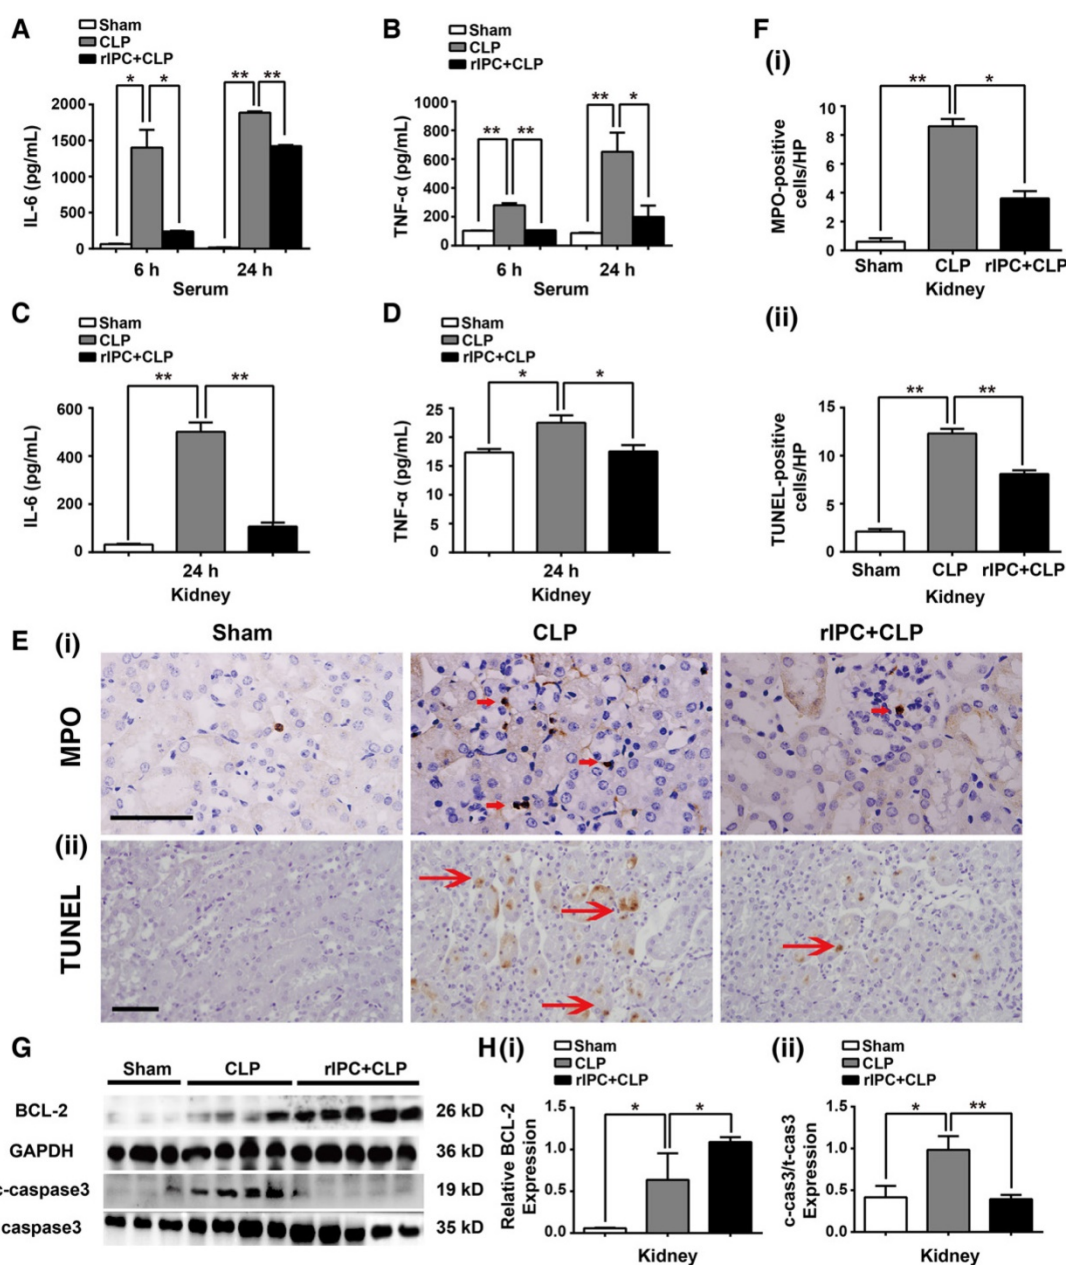 A
Sham
CLP
rIPC+CLP
* * ** **
IL-6 (pg/mL)
2000
1500
1000
500
0
6 h 24 h
Serum
B
Sham
CLP
rIPC+CLP
** ** ** *
TNF-α (pg/mL)
1000
800
600
400
200
0
6 h 24 h
Serum
F
(i)
** *
MPO-positive
cells/HP
10
8
6
4
2
0
Sham CLP rIPC+CLP
Kidney
C
Sham
CLP
rIPC+CLP
** **
IL-6 (pg/mL)
600
400
200
0
24 h
Kidney
D
Sham
CLP
rIPC+CLP
* *
TNF-α (pg/mL)
25
20
15
10
5
0
24 h
Kidney
(ii)
** **
TUNEL-positive
cells/HP
15
10
5
0
Sham CLP rIPC+CLP
Kidney
E
Sham CLP rIPC+CLP
(i)
MPO
(ii)
TUNEL
G
Sham CLP rIPC+CLP
BCL-2 26 kD
GAPDH 36 kD
c-caspase3 19 kD
caspase3 35 kD
H (i)
Sham
CLP
rIPC+CLP
* *
Relative BCL-2
Expression
1.5
1.0
0.5
0.0
Kidney
(ii)
Sham
CLP
rIPC+CLP
* **
c-cas3/t-cas3
Expression
1.5
1.0
0.5
0.0
Kidney